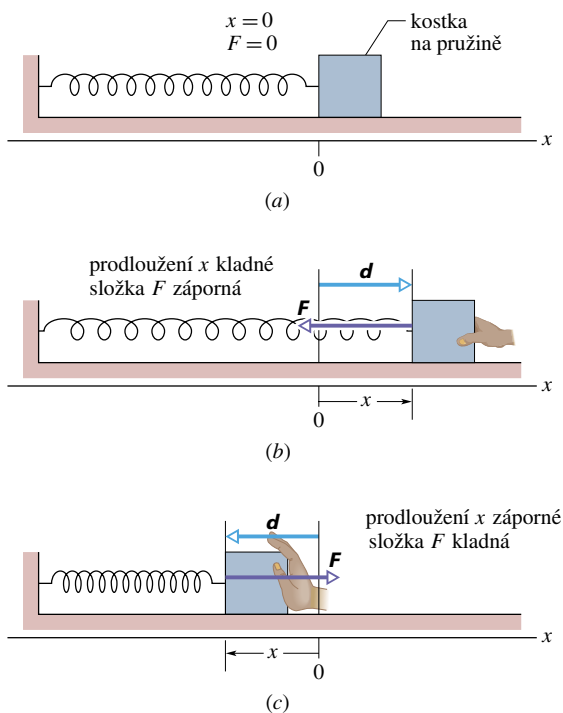 x = 0
F = 0
kostka
na pružině
x
0
(a)
prodloužení x kladné
složka F záporná
d
F
x
x
0
(b)
prodloužení x záporné
složka F kladná
d
F
x
x
0
(c)